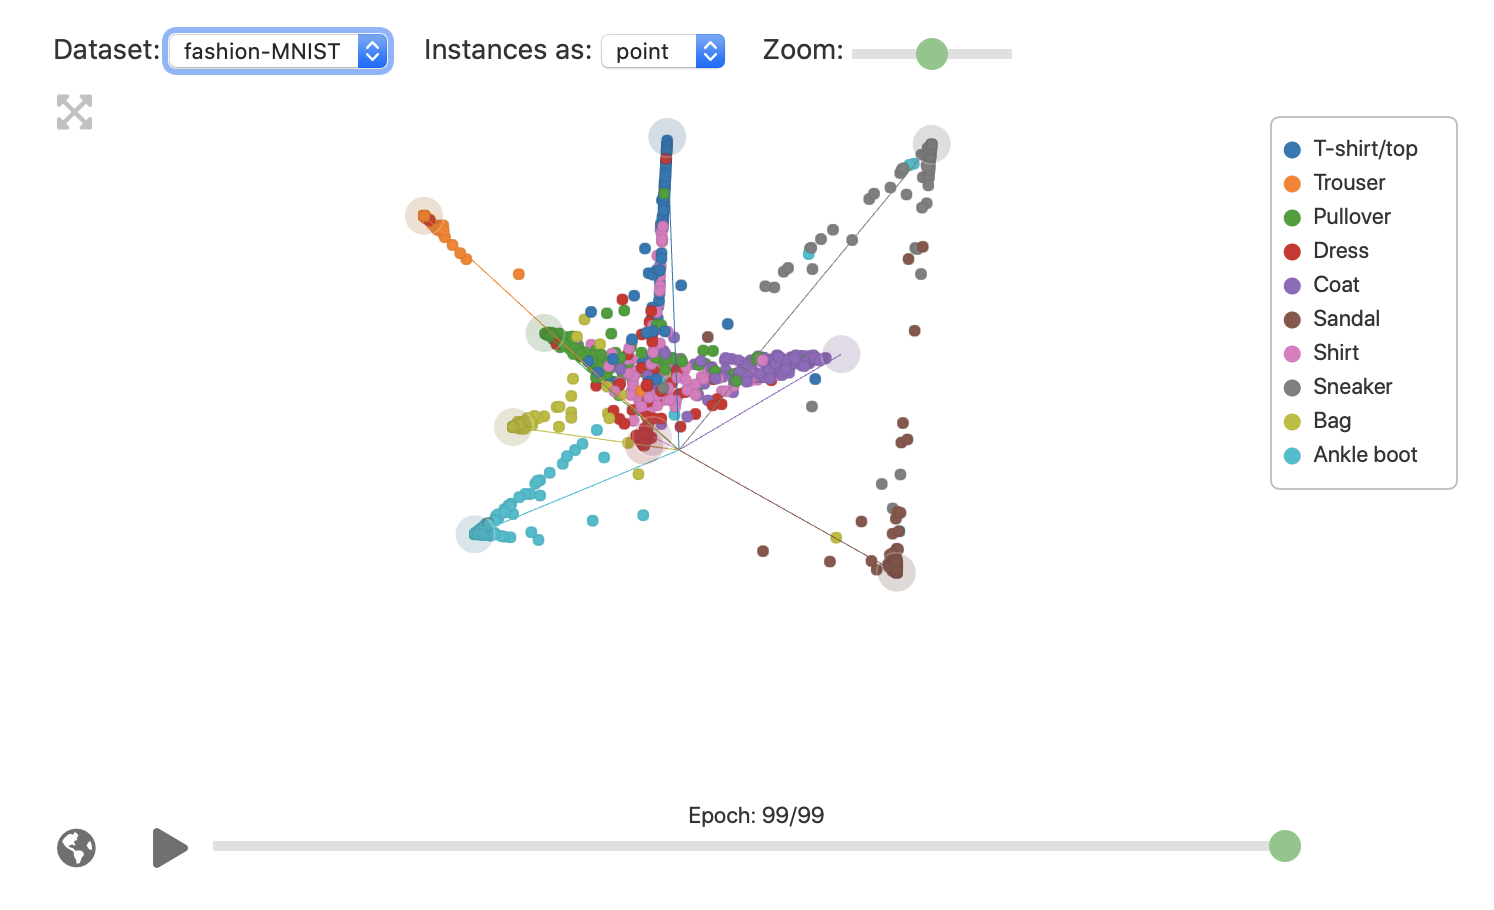 Dataset: fashion-MNIST Instances as: point Zoom:
T-shirt/top
Trouser
Pullover
Dress
Coat
Sandal
Shirt
Sneaker
Bag
Ankle boot
Epoch: 99/99